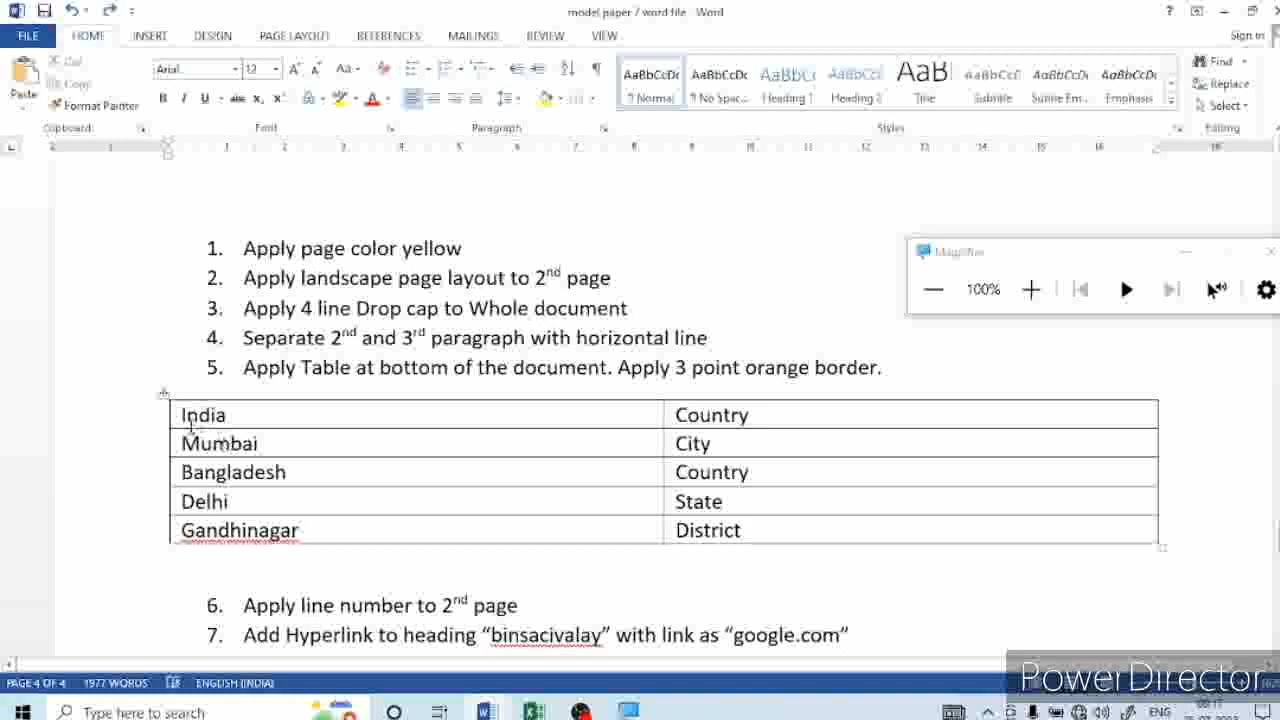 model paper 7 word file - Word
Sign in
FILE HOME INSERT DESIGN PAGE LAYOUT REFERENCES MAILINGS REVIEW VIEW
Paste
Cut
Copy
Format Painter
Arial 12
AaBbCcDc AaBbCcDc AaBbCc AaBbCcC AaB AaBbCcC AaBbCcDc AaBbCcDc
¶ Normal ¶ No Spac... Heading 1 Heading 2 Title Subtitle Subtle Em... Emphasis
Find
Replace
Select
Clipboard Font Paragraph Styles Editing
1. Apply page color yellow
2. Apply landscape page layout to 2nd page
3. Apply 4 line Drop cap to Whole document
4. Separate 2nd and 3rd paragraph with horizontal line
5. Apply Table at bottom of the document. Apply 3 point orange border.
Magnifier
100%
India Country
Mumbai City
Bangladesh Country
Delhi State
Gandhinagar District
6. Apply line number to 2nd page
7. Add Hyperlink to heading “binsacivalay” with link as “google.com”
PAGE 4 OF 4 1977 WORDS ENGLISH (INDIA)
PowerDirector
Type here to search
ENG